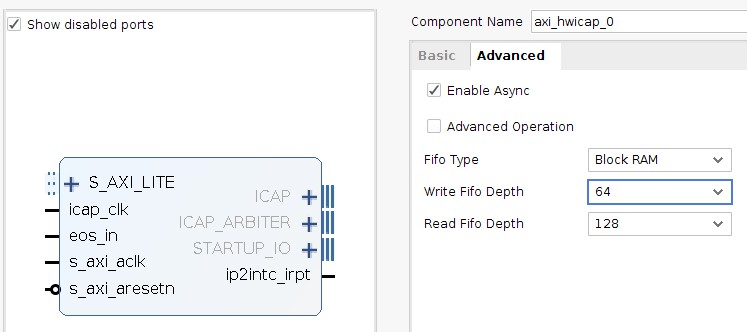 Show disabled ports
S_AXI_LITE
icap_clk
eos_in
s_axi_aclk
s_axi_aresetn
ICAP
ICAP_ARBITER
STARTUP_IO
ip2intc_irpt
Component Name axi_hwicap_0
Basic Advanced
Enable Async
Advanced Operation
Fifo Type Block RAM
Write Fifo Depth 64
Read Fifo Depth 128